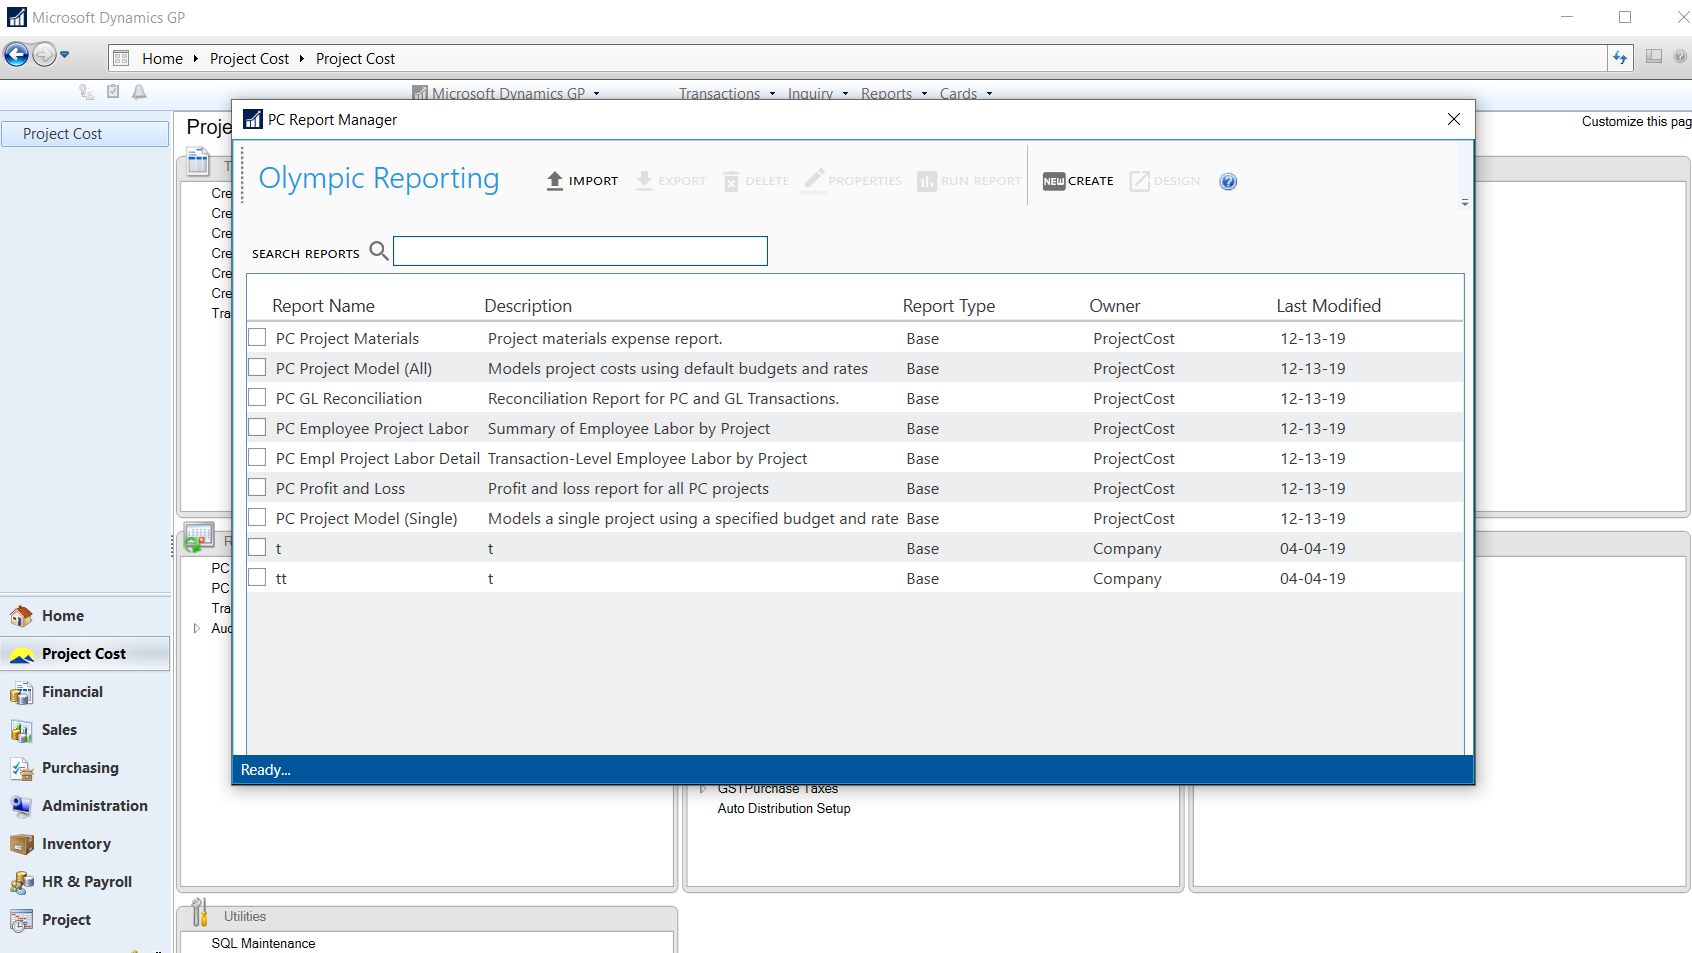 Microsoft Dynamics GP
Home Project Cost Project Cost
Microsoft Dynamics GP Transactions Inquiry Reports Cards
Project Cost
Proje
Customize this pag
PC Report Manager
Olympic Reporting
IMPORT EXPORT DELETE PROPERTIES RUN REPORT NEW CREATE DESIGN
SEARCH REPORTS
Report Name Description Report Type Owner Last Modified
PC Project Materials Project materials expense report. Base ProjectCost 12-13-19
PC Project Model (All) Models project costs using default budgets and rates Base ProjectCost 12-13-19
PC GL Reconciliation Reconciliation Report for PC and GL Transactions. Base ProjectCost 12-13-19
PC Employee Project Labor Summary of Employee Labor by Project Base ProjectCost 12-13-19
PC Empl Project Labor Detail Transaction-Level Employee Labor by Project Base ProjectCost 12-13-19
PC Profit and Loss Profit and loss report for all PC projects Base ProjectCost 12-13-19
PC Project Model (Single) Models a single project using a specified budget and rate Base ProjectCost 12-13-19
t t Base Company 04-04-19
tt t Base Company 04-04-19
Ready...
T
Cre
Cre
Cre
Cre
Cre
Cre
Tra
R
PC
PC
Tra
Auc
GSTPurchase Taxes
Auto Distribution Setup
Utilities
SQL Maintenance
Home
Project Cost
Financial
Sales
Purchasing
Administration
Inventory
HR & Payroll
Project